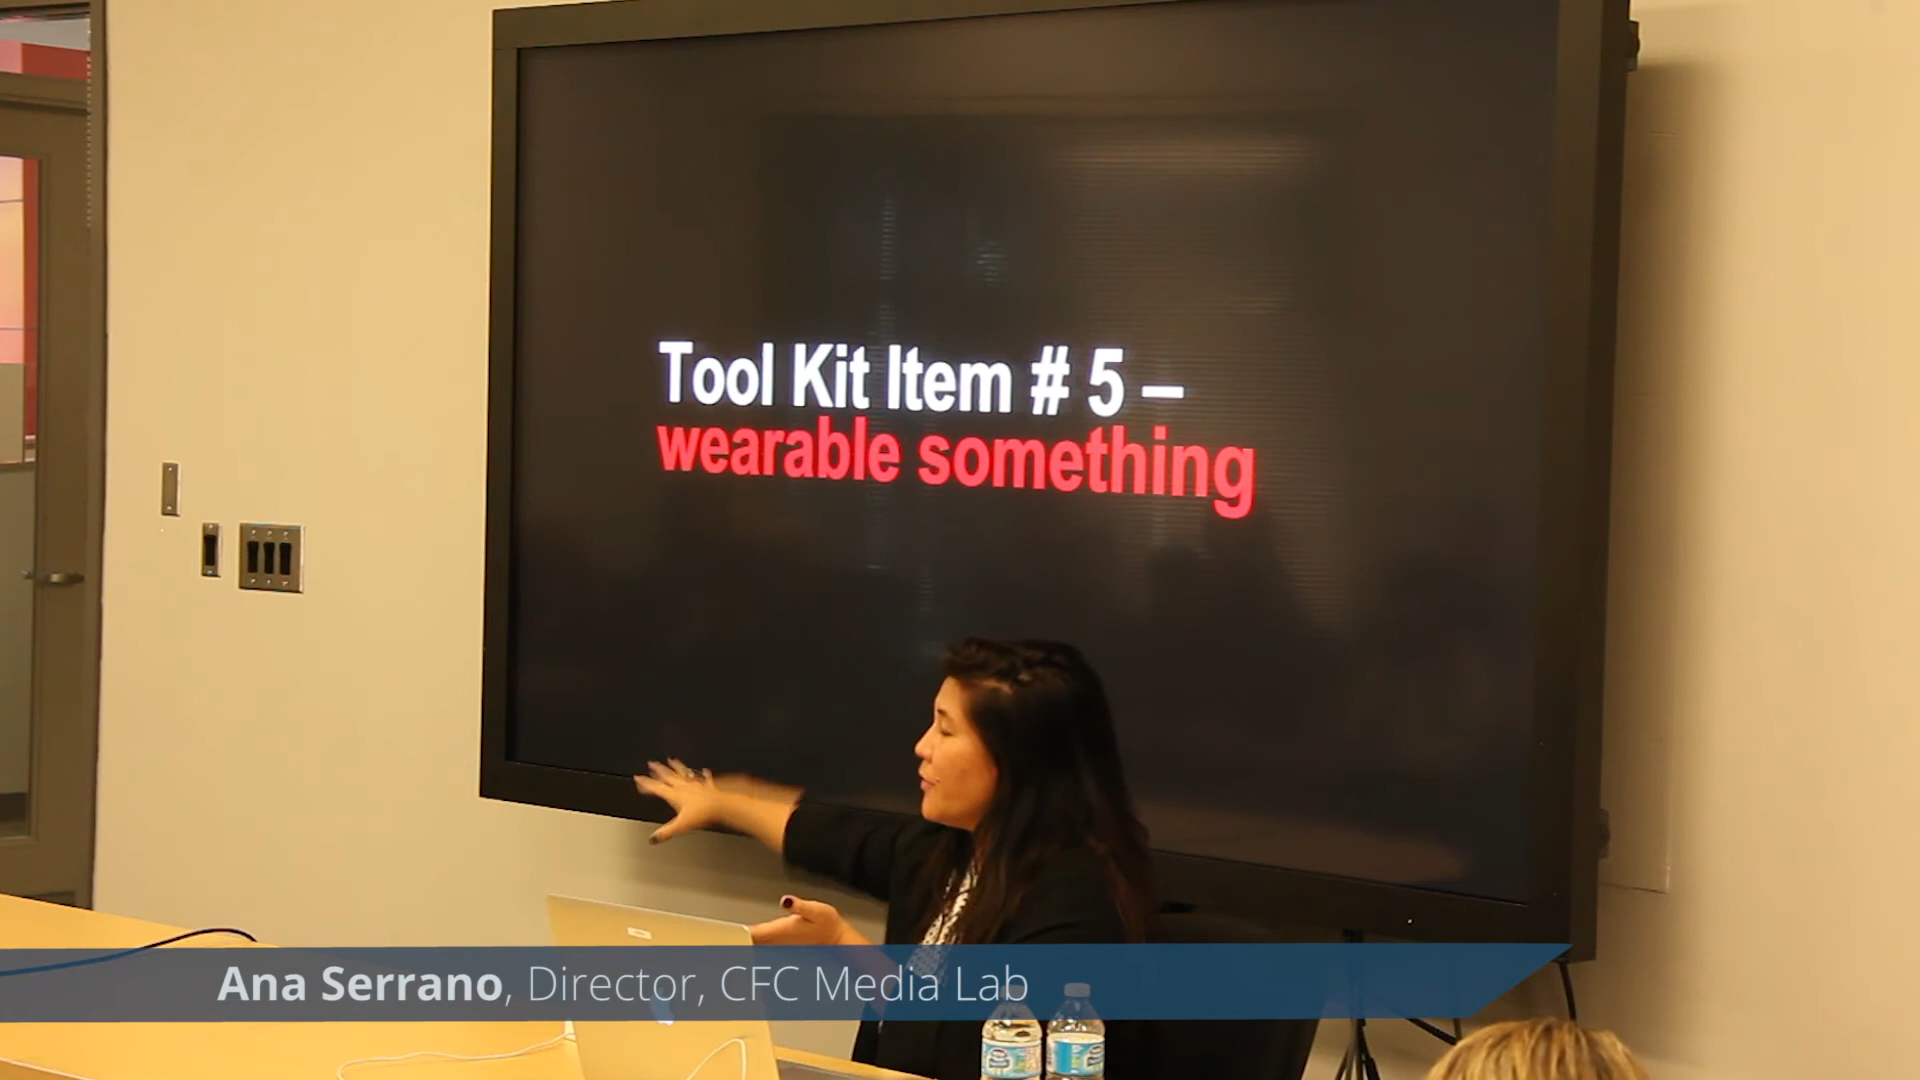 Tool Kit Item # 5 –
wearable something
Ana Serrano, Director, CFC Media Lab